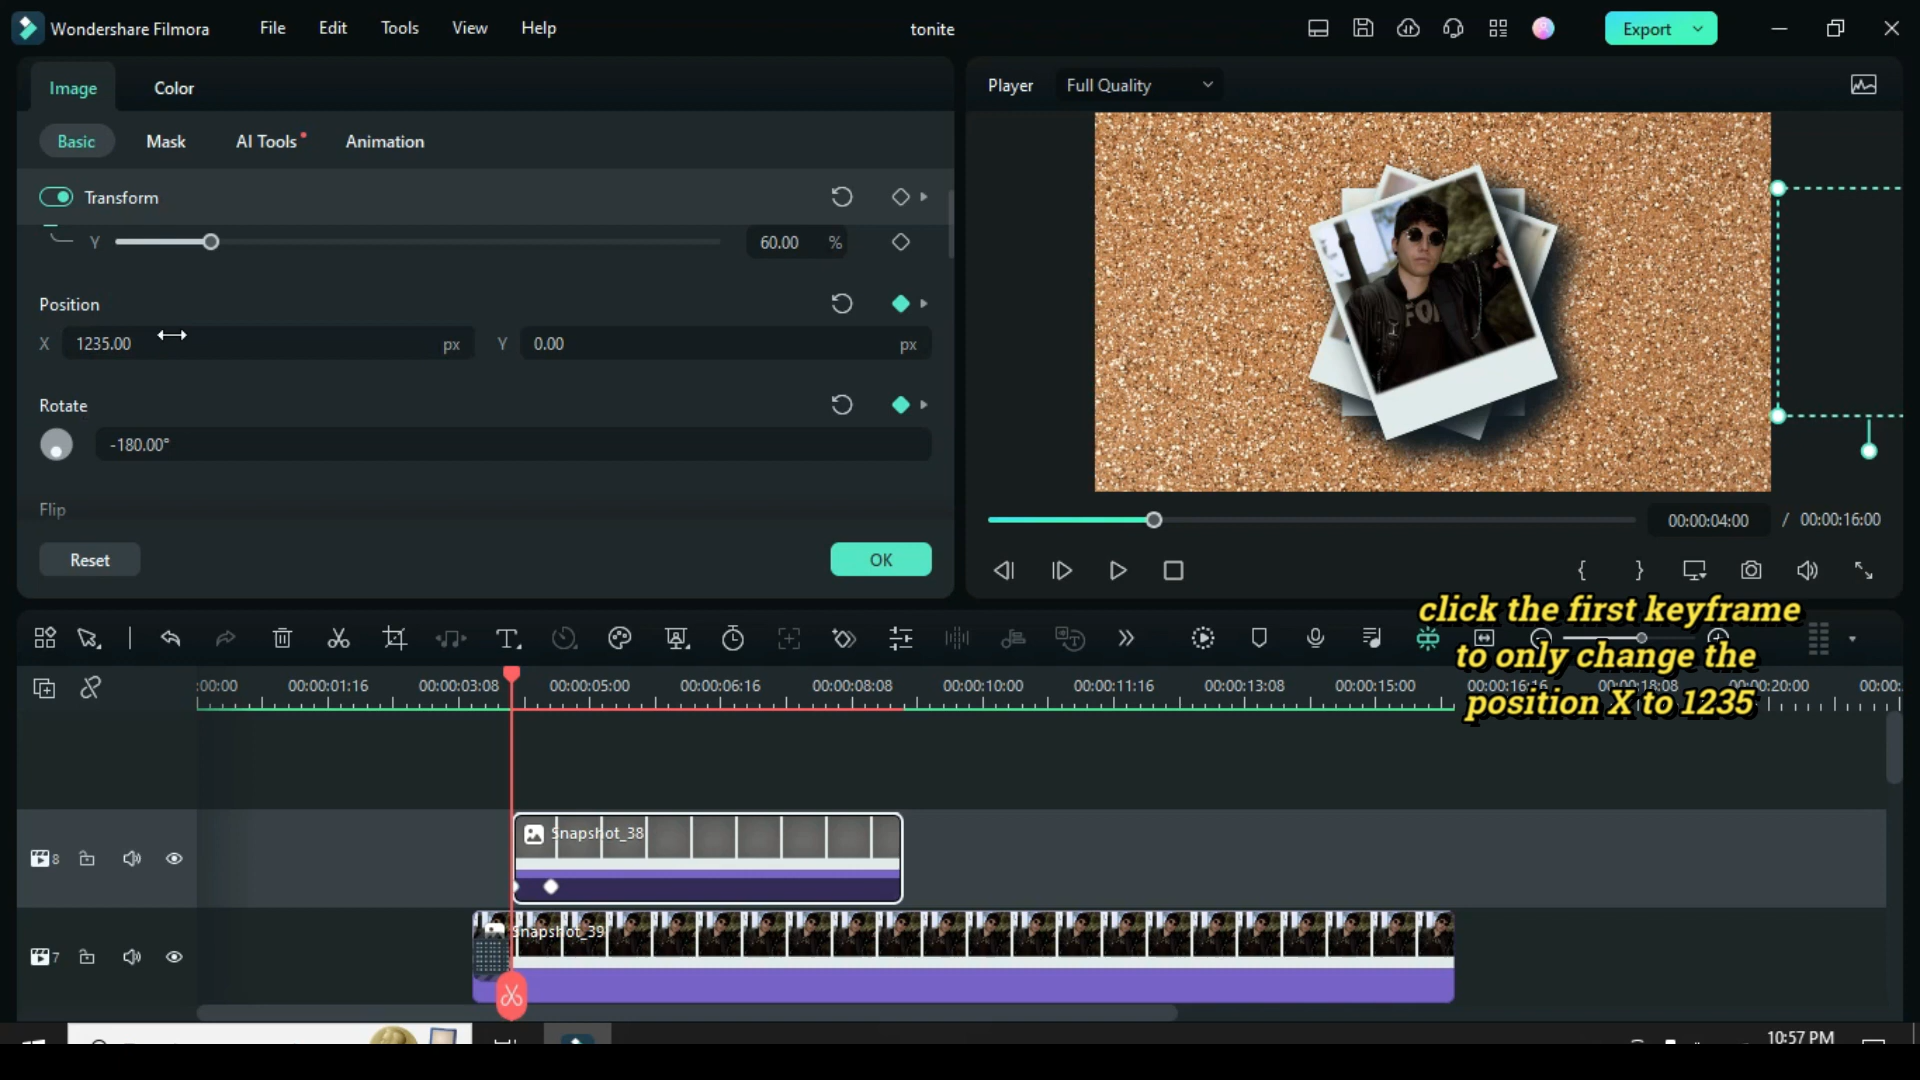 Wondershare Filmora
File
Edit
Tools
View
Help
tonite
Export
Image
Color
Player
Full Quality
Basic
Mask
AI Tools
Animation
Transform
Y
60.00
%
Position
X
1235.00
px
Y
0.00
px
Rotate
-180.00°
Flip
Reset
OK
00:00:04:00
/
00:00:16:00
click the first keyframe
to only change the
position X to 1235
:00:00
00:00:01:16
00:00:03:08
00:00:05:00
00:00:06:16
00:00:08:08
00:00:10:00
00:00:11:16
00:00:13:08
00:00:15:00
00:00:16:16
00:00:18:08
00:00:20:00
00:00:
8
Snapshot_38
7
Snapshot_39
10:57 PM